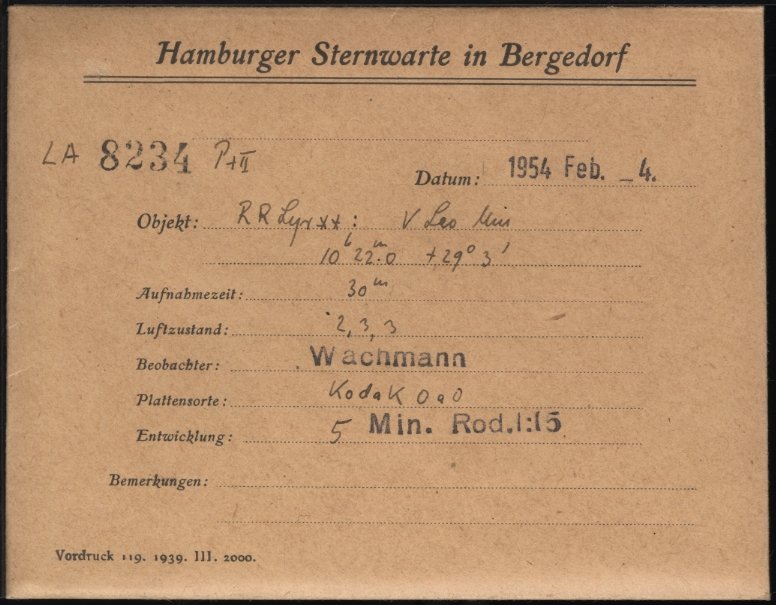 Hamburger Sternwarte in Bergedorf
LA 8234 P+II
Datum: 1954 Feb. _4.
Objekt: RR Lyr ** : V Leo Min
10h 22m.0 +29° 3'
Aufnahmezeit: 30m
Luftzustand: 2, 3, 3
Beobachter: Wachmann
Plattensorte: Kodak OaO
Entwicklung: 5 Min. Rod.1:15
Bemerkungen:
Vordruck 119. 1939. III. 2000.